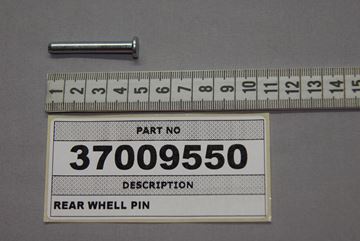 1 2 3 4 5 6 7 8 9 10 11 12 13 14 15
PART NO
37009550
DESCRIPTION
REAR WHELL PIN